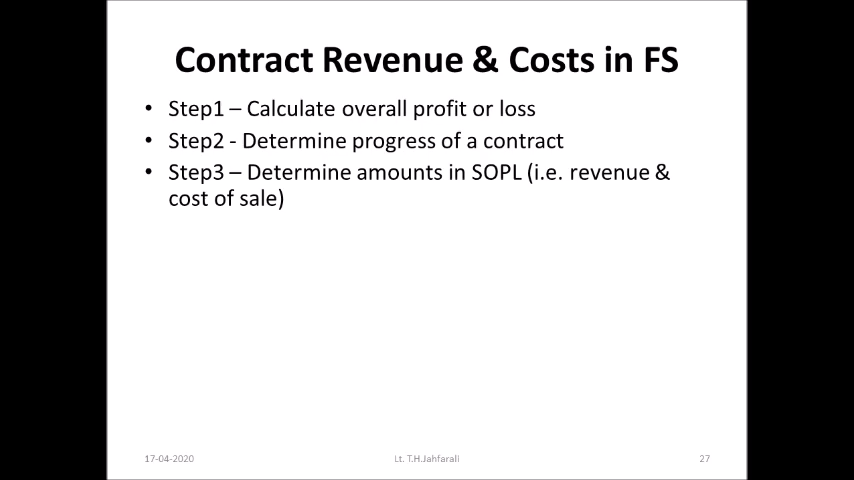 Contract Revenue & Costs in FS
• Step1 – Calculate overall profit or loss
• Step2 - Determine progress of a contract
• Step3 – Determine amounts in SOPL (i.e. revenue &
cost of sale)
17-04-2020
Lt. T.H.Jahfarali
27